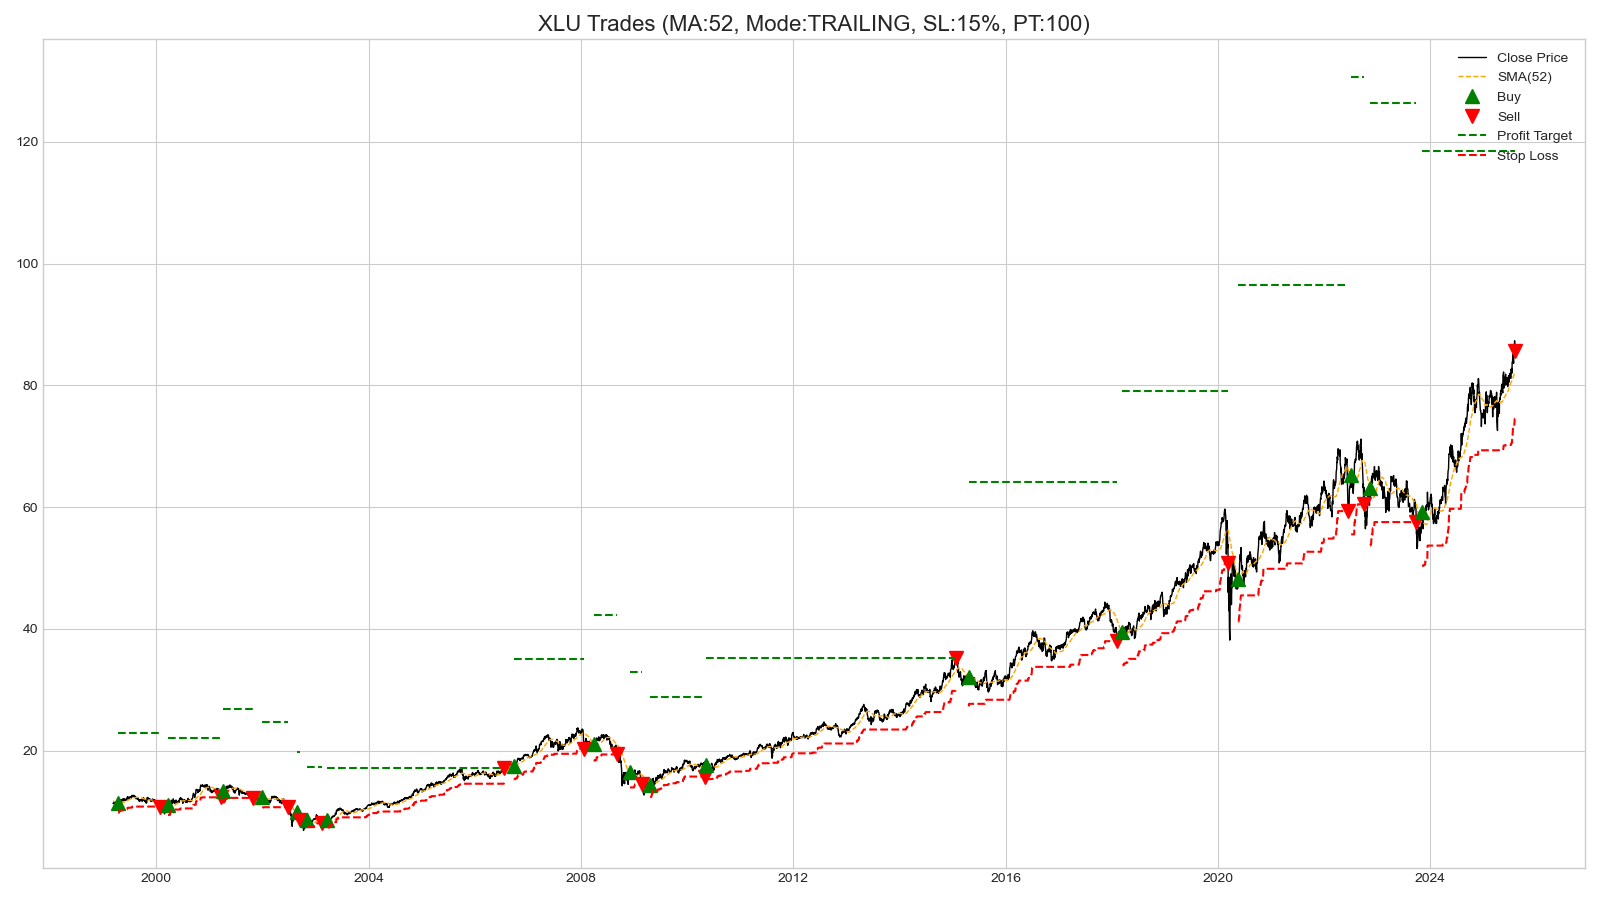 XLU Trades (MA:52, Mode:TRAILING, SL:15%, PT:100)
Close Price
SMA(52)
Buy
Sell
Profit Target
Stop Loss
120
100
80
60
40
20
2000 2004 2008 2012 2016 2020 2024